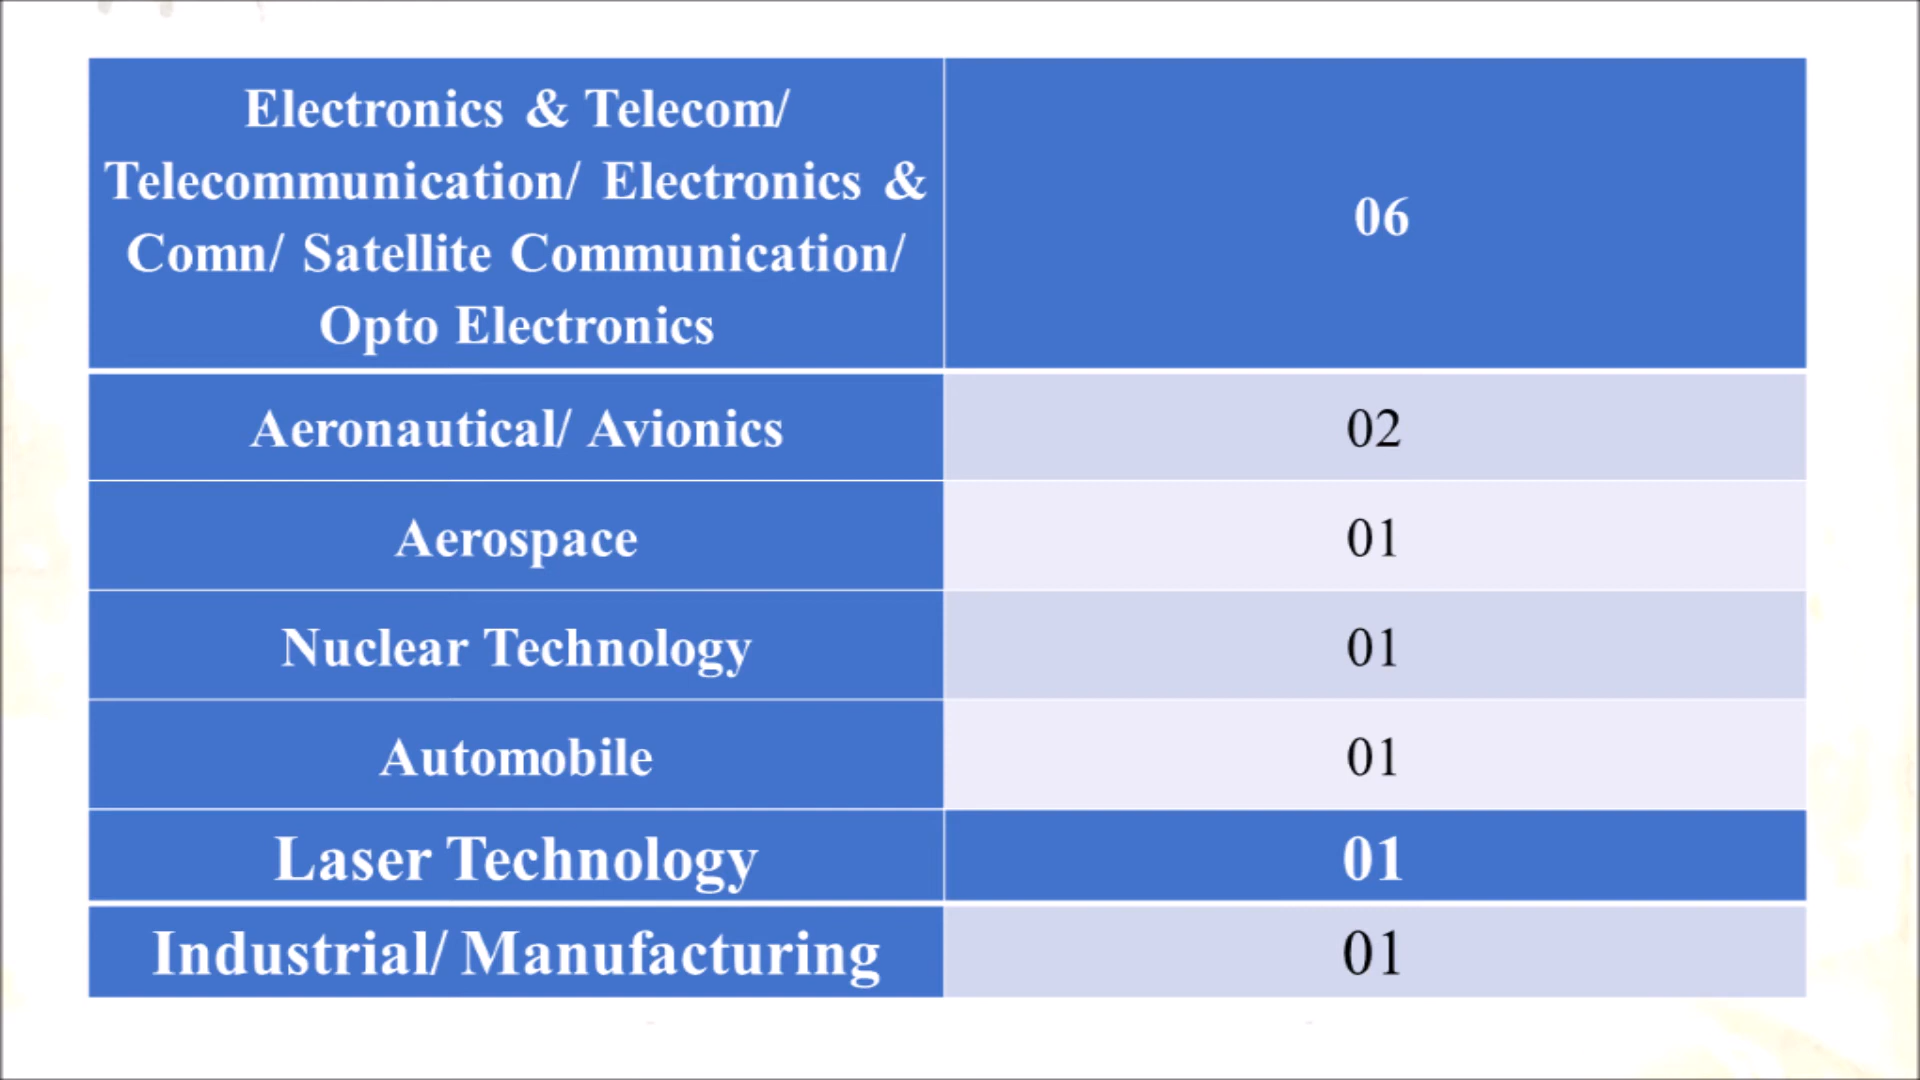 Electronics & Telecom/
Telecommunication/ Electronics &
Comn/ Satellite Communication/
Opto Electronics
06
Aeronautical/ Avionics 02
Aerospace 01
Nuclear Technology 01
Automobile 01
Laser Technology 01
Industrial/ Manufacturing 01